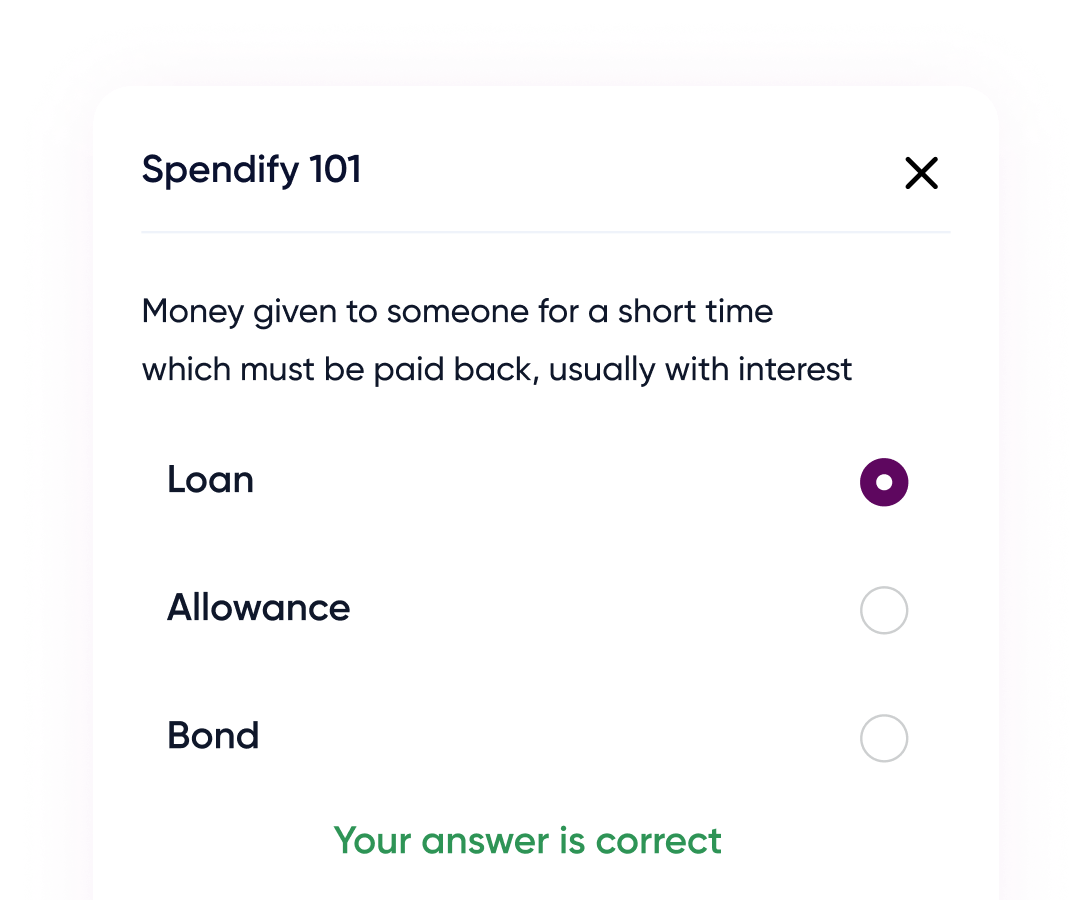 Spendify 101
Money given to someone for a short time
which must be paid back, usually with interest
Loan
Allowance
Bond
Your answer is correct